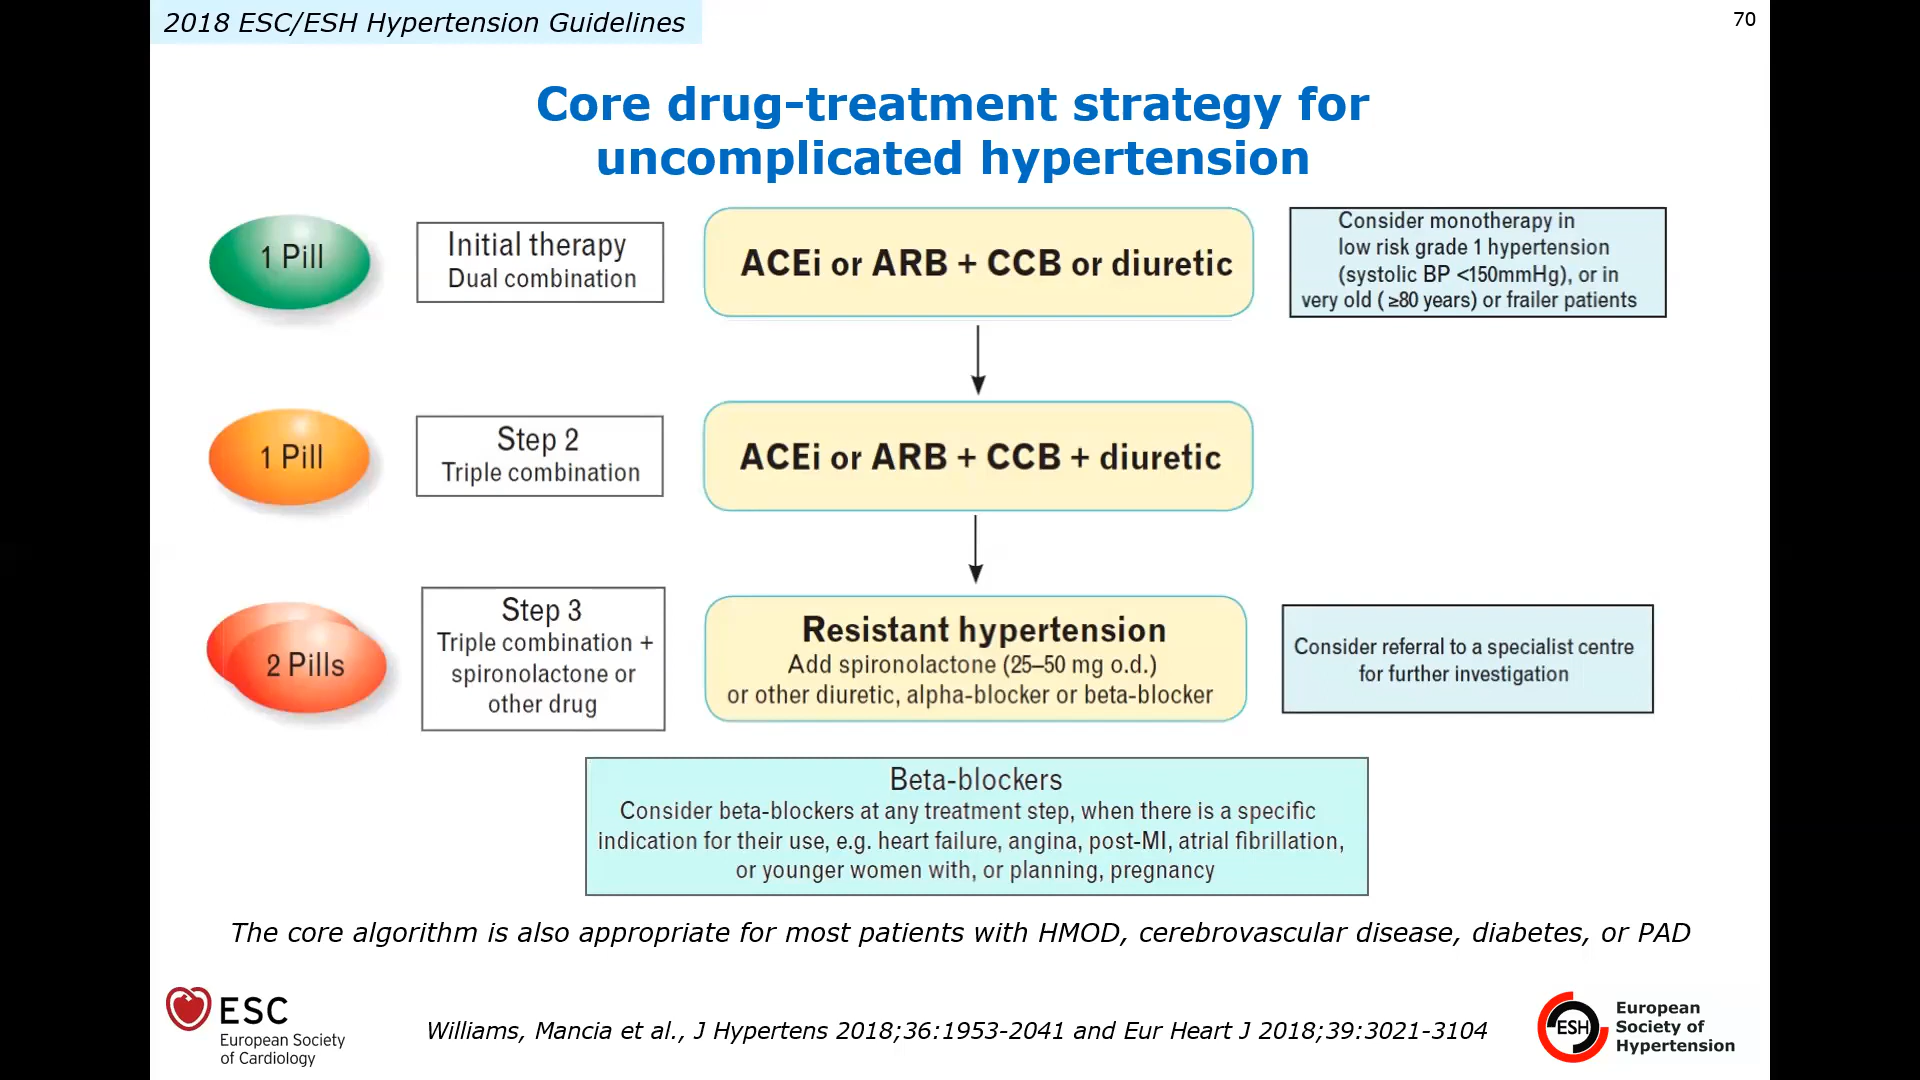 2018 ESC/ESH Hypertension Guidelines
70
Core drug-treatment strategy for
uncomplicated hypertension
1 Pill
Initial therapy
Dual combination
ACEi or ARB + CCB or diuretic
Consider monotherapy in
low risk grade 1 hypertension
(systolic BP <150mmHg), or in
very old (≥80 years) or frailer patients
1 Pill
Step 2
Triple combination
ACEi or ARB + CCB + diuretic
2 Pills
Step 3
Triple combination +
spironolactone or
other drug
Resistant hypertension
Add spironolactone (25–50 mg o.d.)
or other diuretic, alpha-blocker or beta-blocker
Consider referral to a specialist centre
for further investigation
Beta-blockers
Consider beta-blockers at any treatment step, when there is a specific
indication for their use, e.g. heart failure, angina, post-MI, atrial fibrillation,
or younger women with, or planning, pregnancy
The core algorithm is also appropriate for most patients with HMOD, cerebrovascular disease, diabetes, or PAD
ESC
European Society
of Cardiology
Williams, Mancia et al., J Hypertens 2018;36:1953-2041 and Eur Heart J 2018;39:3021-3104
ESH
European
Society of
Hypertension